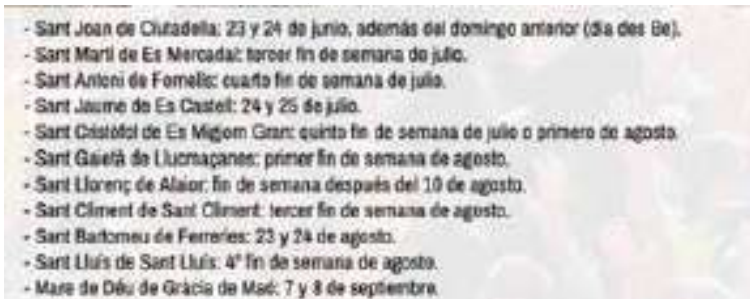 - Sant Joan de Ciutadella: 23 y 24 de junio, además del domingo anterior (dia des Be).
- Sant Martí de Es Mercadal: tercer fin de semana de julio.
- Sant Antoni de Fornells: cuarto fin de semana de julio.
- Sant Jaume de Es Castell: 24 y 25 de julio.
- Sant Cristòfol de Es Migjorn Gran: quinto fin de semana de julio o primero de agosto.
- Sant Gaietà de Llucmaçanes: primer fin de semana de agosto.
- Sant Llorenç de Alaior: fin de semana después del 10 de agosto.
- Sant Climent de Sant Climent: tercer fin de semana de agosto.
- Sant Bartomeu de Ferreries: 23 y 24 de agosto.
- Sant Lluís de Sant Lluís: 4º fin de semana de agosto.
- Mare de Déu de Gràcia de Maó: 7 y 8 de septiembre.